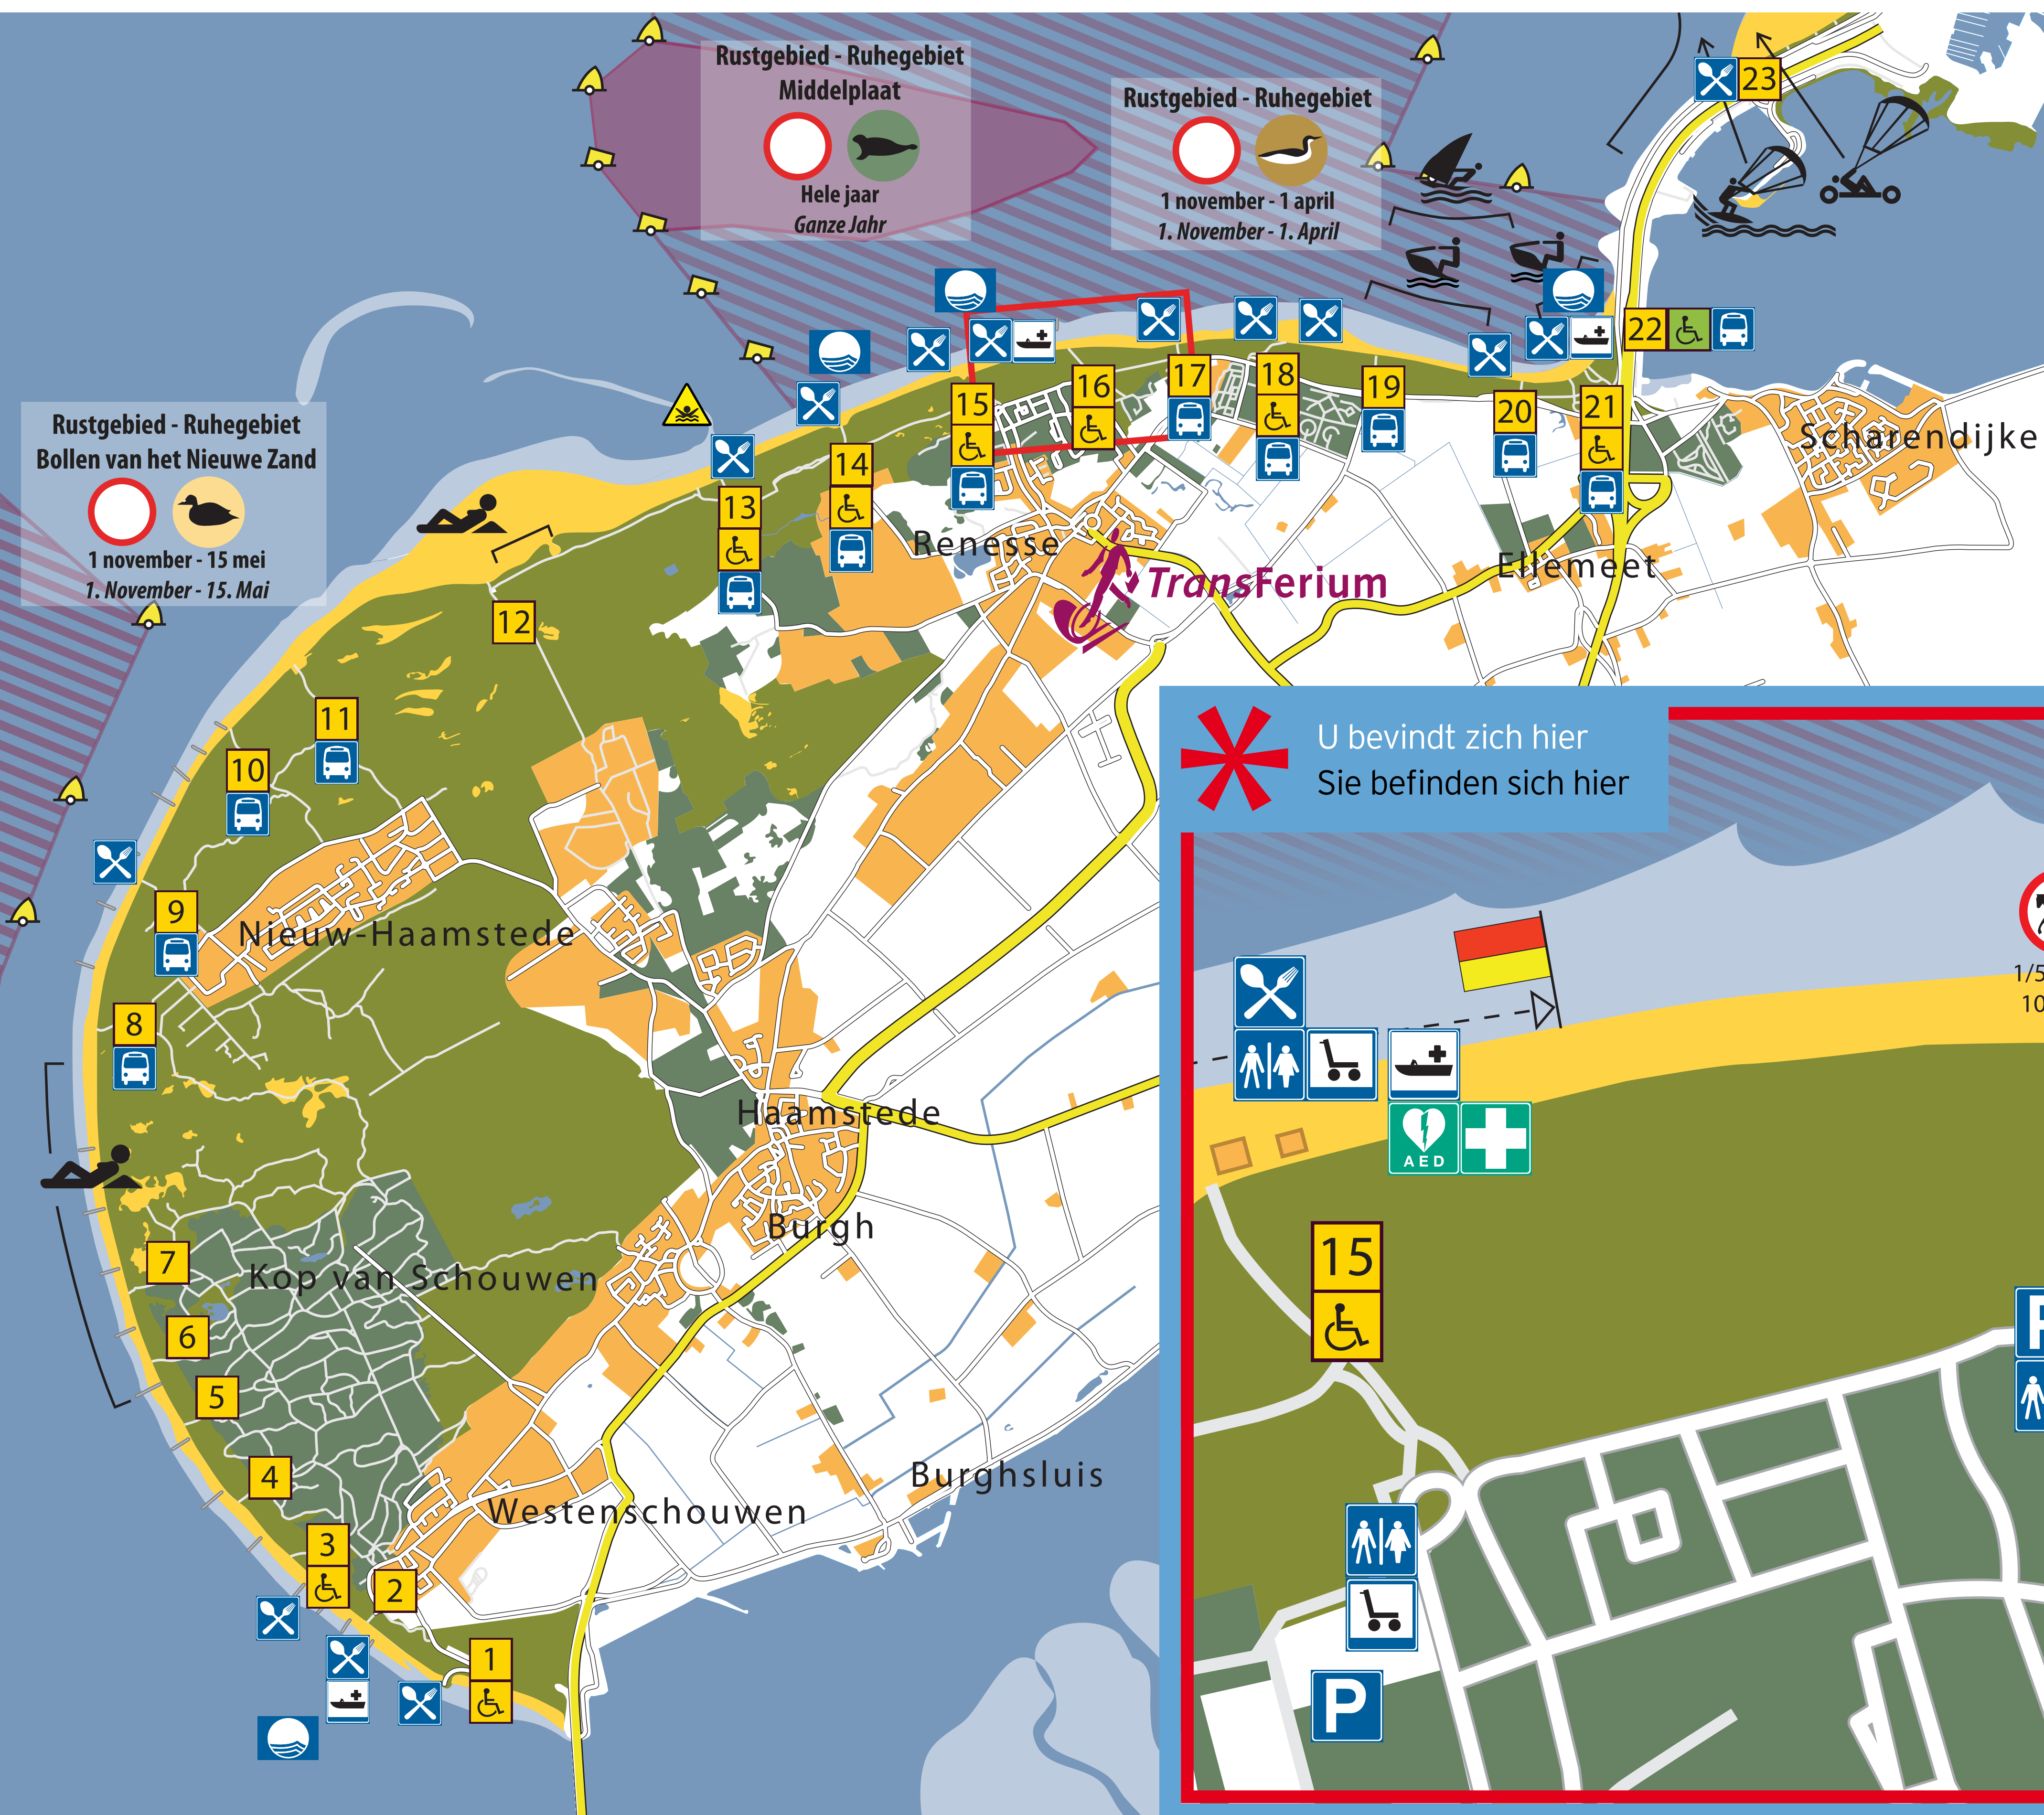 Rustgebied - Ruhegebiet
Middelplaat
Hele jaar
Ganze Jahr
Rustgebied - Ruhegebiet
1 november - 1 april
1. November - 1. April
23
22
Rustgebied - Ruhegebiet
Bollen van het Nieuwe Zand
1 november - 15 mei
1. November - 15. Mai
15
16
17
18
19
20
21
14
13
12
11
10
9
8
7
6
5
4
3
2
1
Scharendijke
Renesse
Ellemeet
TransFerium
Nieuw-Haamstede
Haamstede
Burgh
Kop van Schouwen
Burghsluis
Westenschouwen
U bevindt zich hier
Sie befinden sich hier
1/5
10
AED
15
P
P